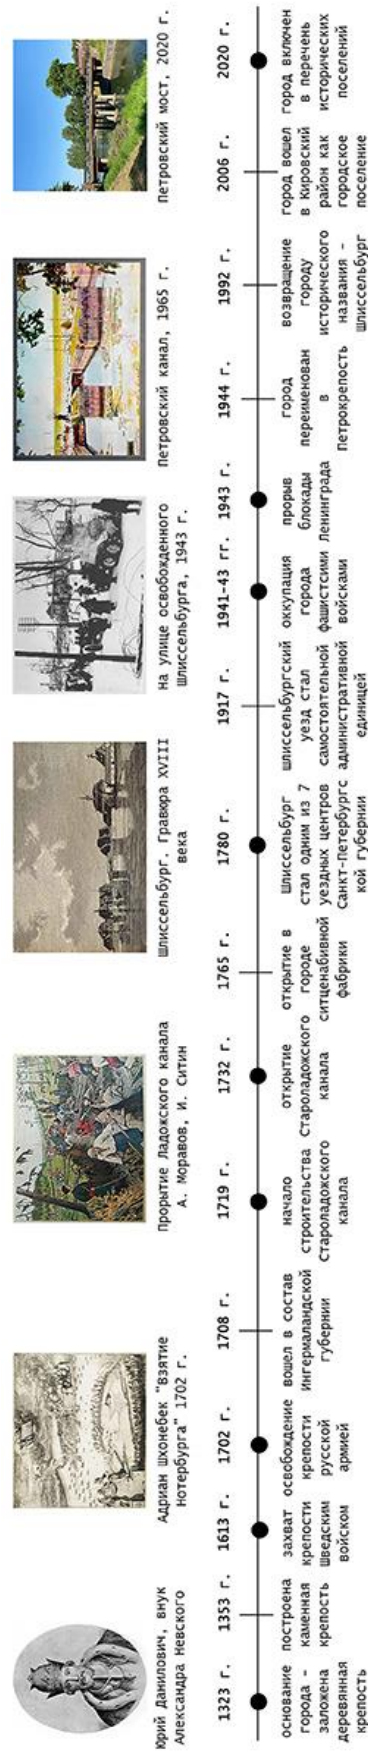 Юрий Данилович, внук
Александра Невского
Адриан Шхонебек "Взятие
Нотербурга" 1702 г.
Прорытие Ладожского канала
А. Моравов, И. Ситин
Шлиссельбург. Гравюра XVIII
века
На улице освобожденного
Шлиссельбурга, 1943 г.
Петровский канал, 1965 г.
Петровский мост, 2020 г.
1323 г.
основание
города –
заложена
деревянная
крепость
1353 г.
построена
каменная
крепость
1613 г.
захват
крепости
шведским
войском
1702 г.
освобождение
крепости
русской
армией
1708 г.
вошел в состав
Ингермаландской
губернии
1719 г.
начало
строительства
Староладожского
канала
1732 г.
открытие
Староладожского
канала
1765 г.
открытие в
городе
ситценабивной
фабрики
1780 г.
Шлиссельбург
стал одним из 7
уездных центров
Санкт-Петербургс
кой губернии
1917 г.
Шлиссельбургский
уезд стал
самостоятельной
административной
единицей
1941-43 гг.
оккупация
города
фашистсими
войсками
1943 г.
прорыв
блокады
Ленинграда
1944 г.
город
переименован
в
Петрокрепость
1992 г.
возвращение
городу
исторического
названия –
Шлиссельбург
2006 г.
город вошел
в Кировский
район как
городское
поселение
2020 г.
город включен
в перечень
исторических
поселений